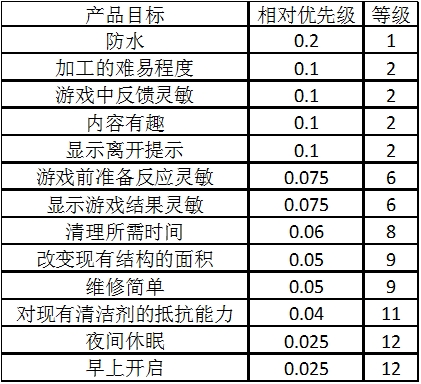 产品目标 相对优先级 等级
防水 0.2 1
加工的难易程度 0.1 2
游戏中反馈灵敏 0.1 2
内容有趣 0.1 2
显示离开提示 0.1 2
游戏前准备反应灵敏 0.075 6
显示游戏结果灵敏 0.075 6
清理所需时间 0.06 8
改变现有结构的面积 0.05 9
维修简单 0.05 9
对现有清洁剂的抵抗能力 0.04 11
夜间休眠 0.025 12
早上开启 0.025 12